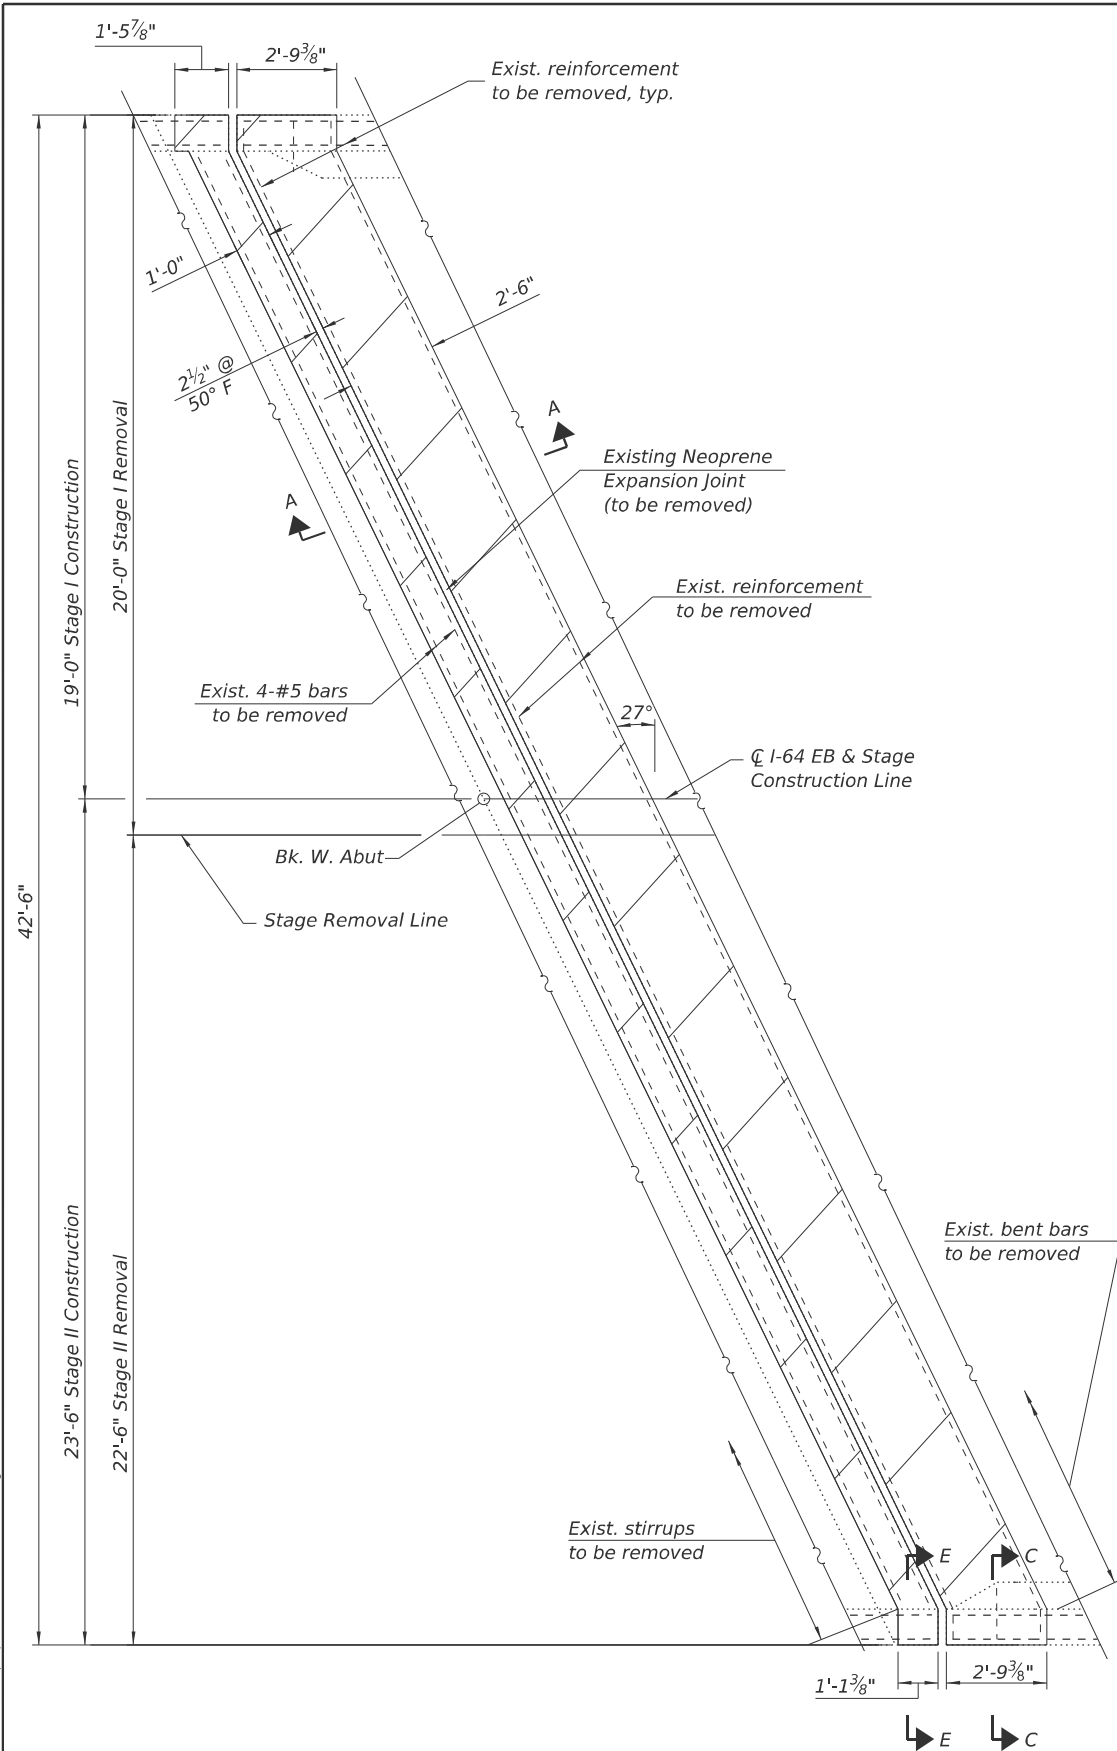 1'-5⅞"
2'-9⅜"
Exist. reinforcement
to be removed, typ.
1'-0"
2'-6"
2½" @
50° F
A
A
Existing Neoprene
Expansion Joint
(to be removed)
Exist. reinforcement
to be removed
20'-0" Stage I Removal
19'-0" Stage I Construction
Exist. 4-#5 bars
to be removed
27°
℄ I-64 EB & Stage
Construction Line
Bk. W. Abut
Stage Removal Line
42'-6"
23'-6" Stage II Construction
22'-6" Stage II Removal
Exist. bent bars
to be removed
Exist. stirrups
to be removed
E
C
1'-1⅜"
2'-9⅜"
E
C